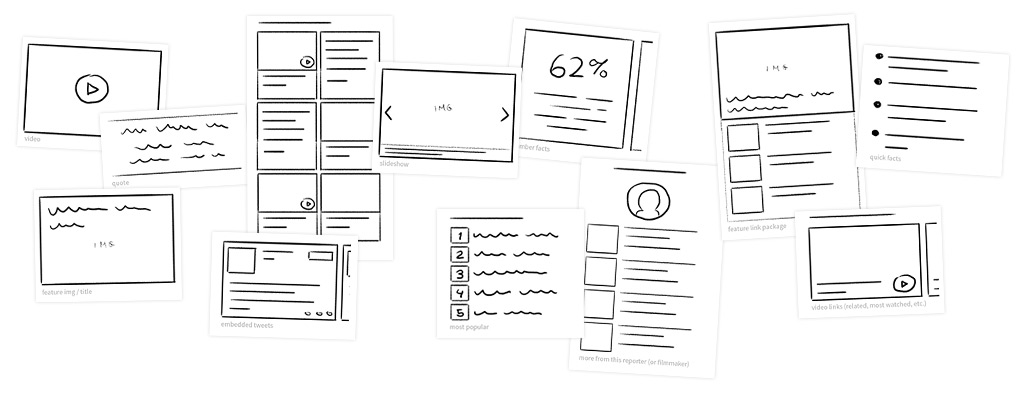 video
quote
IMG
feature img / title
embedded tweets
IMG
slideshow
62%
mber facts
1
2
3
4
5
most popular
more from this reporter (or filmmaker)
IMG
feature link package
quick facts
video links (related, most watched, etc.)